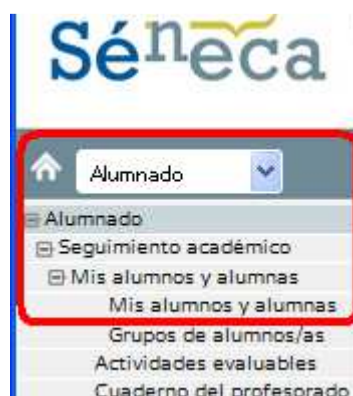 Séneca
Alumnado
Alumnado
Seguimiento académico
Mis alumnos y alumnas
Mis alumnos y alumnas
Grupos de alumnos/as
Actividades evaluables
Cuaderno del profesorado